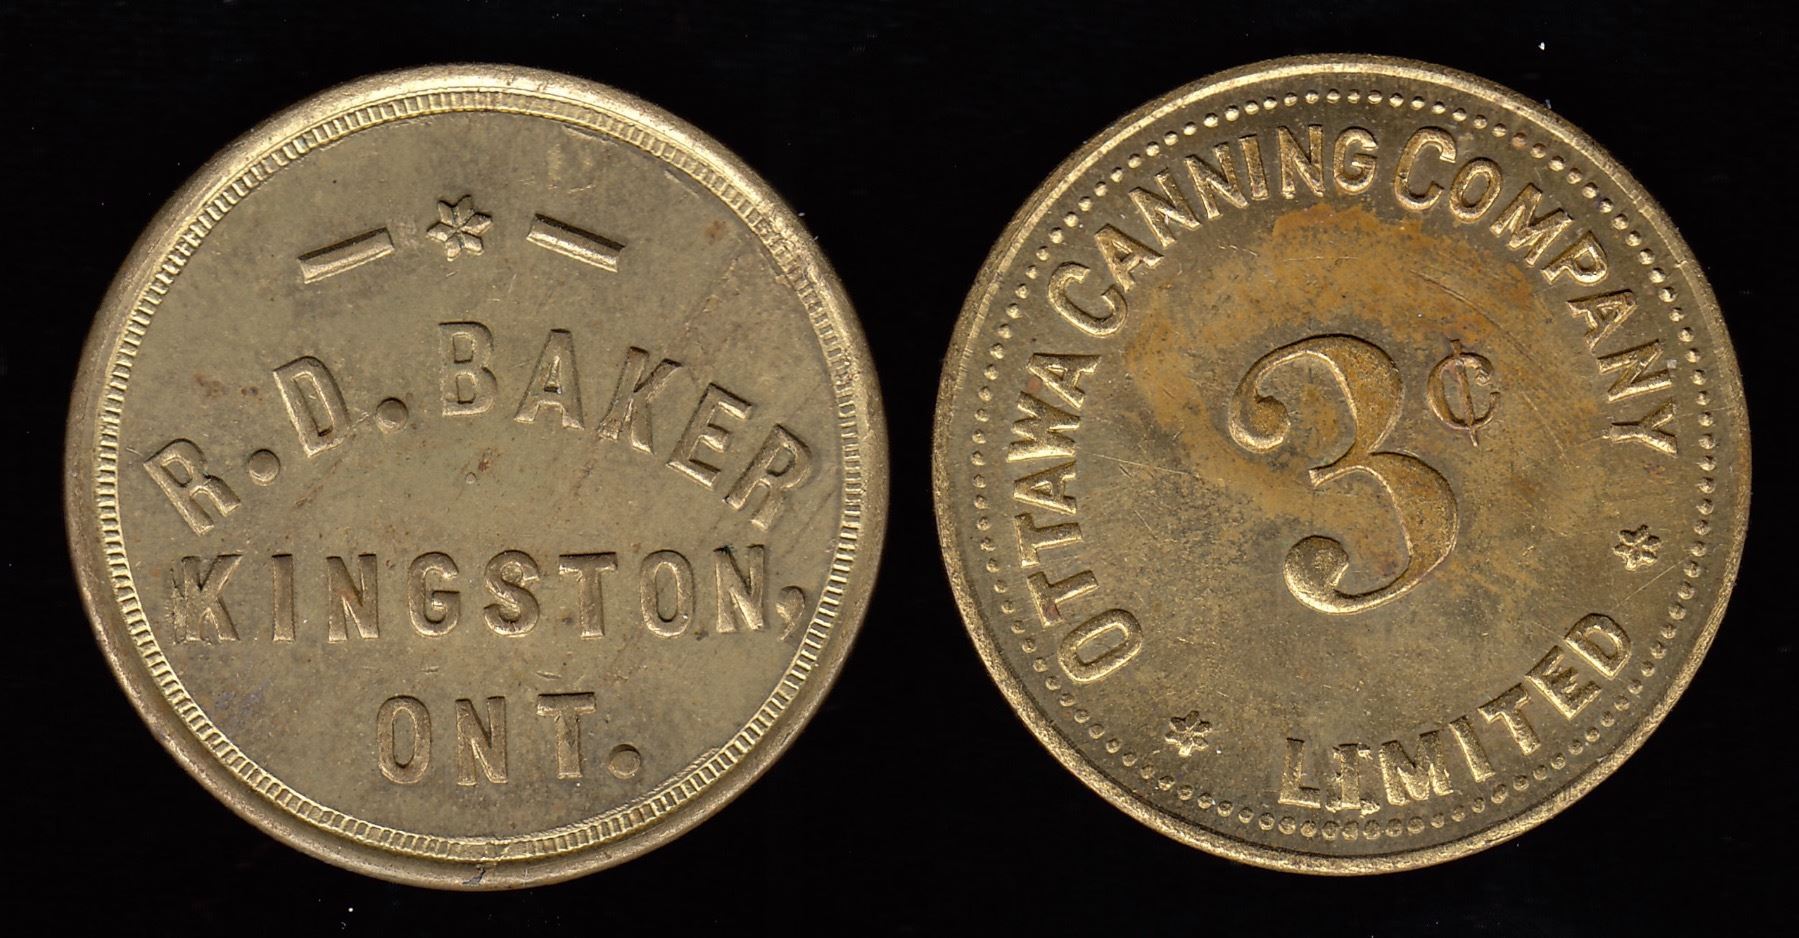 R.D. BAKER
KINGSTON,
ONT.
OTTAWA CANNING COMPANY
3¢
LIMITED